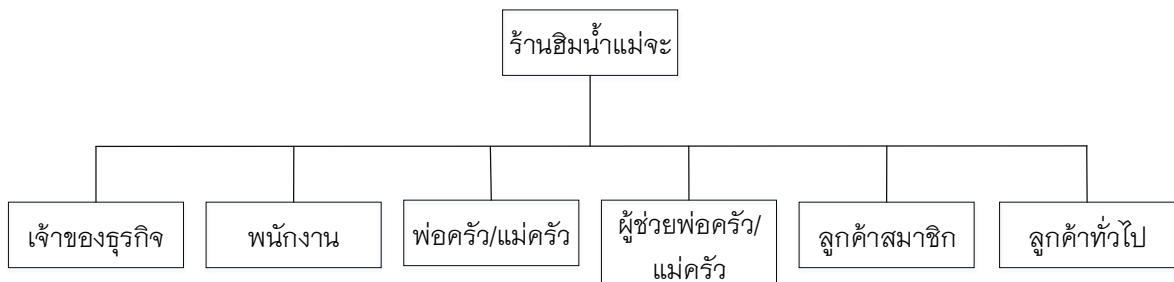 ร้านฮิมน้ำแม่จะ
เจ้าของธุรกิจ
พนักงาน
พ่อครัว/แม่ครัว
ผู้ช่วยพ่อครัว/
แม่ครัว
ลูกค้าสมาชิก
ลูกค้าทั่วไป